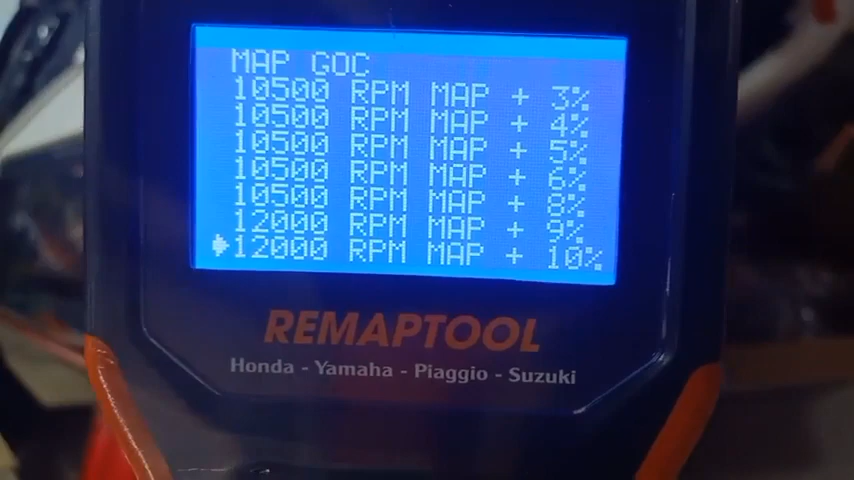 MAP GOC
10500 RPM MAP + 3%
10500 RPM MAP + 4%
10500 RPM MAP + 5%
10500 RPM MAP + 6%
10500 RPM MAP + 8%
12000 RPM MAP + 9%
12000 RPM MAP + 10%
REMAPTOOL
Honda - Yamaha - Piaggio - Suzuki